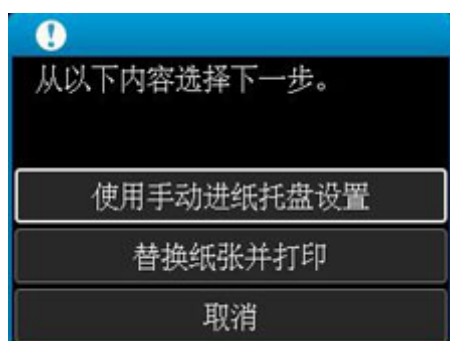 从以下内容选择下一步。
使用手动进纸托盘设置
替换纸张并打印
取消